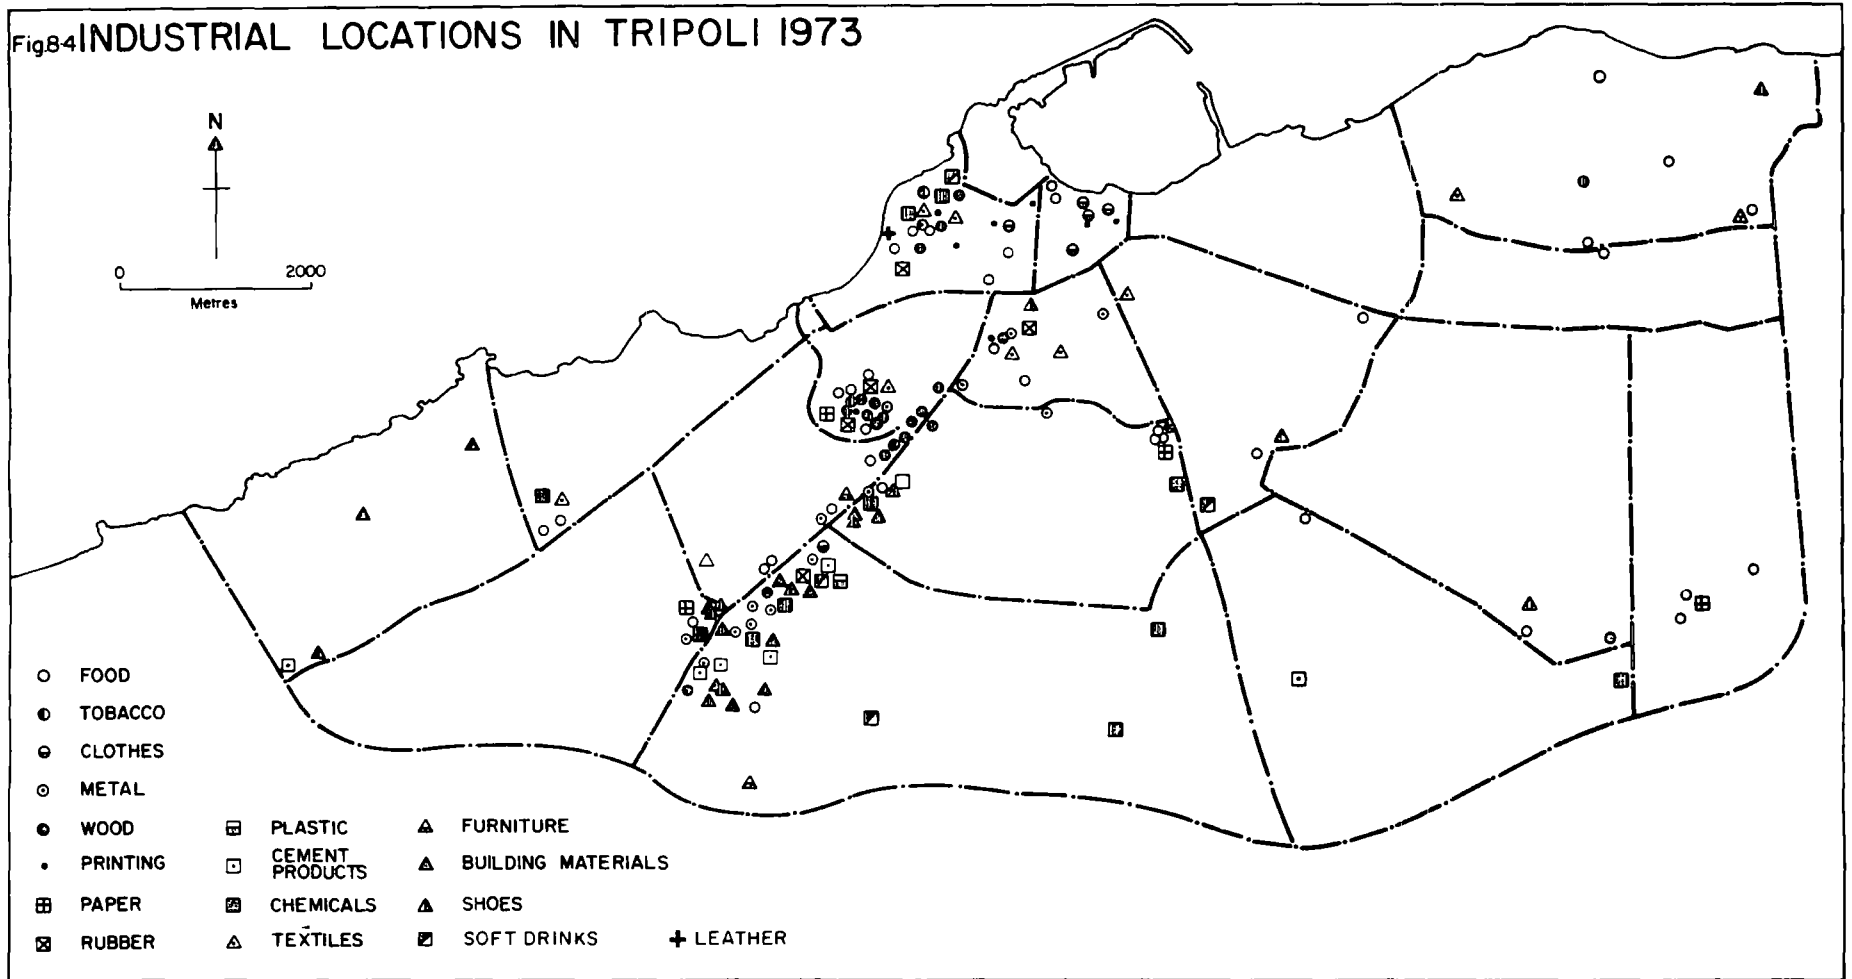 Fig.8·4 INDUSTRIAL LOCATIONS IN TRIPOLI 1973
N
0 2000
Metres
FOOD
TOBACCO
CLOTHES
METAL
WOOD
PRINTING
PAPER
RUBBER
PLASTIC
CEMENT
PRODUCTS
CHEMICALS
TEXTILES
FURNITURE
BUILDING MATERIALS
SHOES
SOFT DRINKS
LEATHER